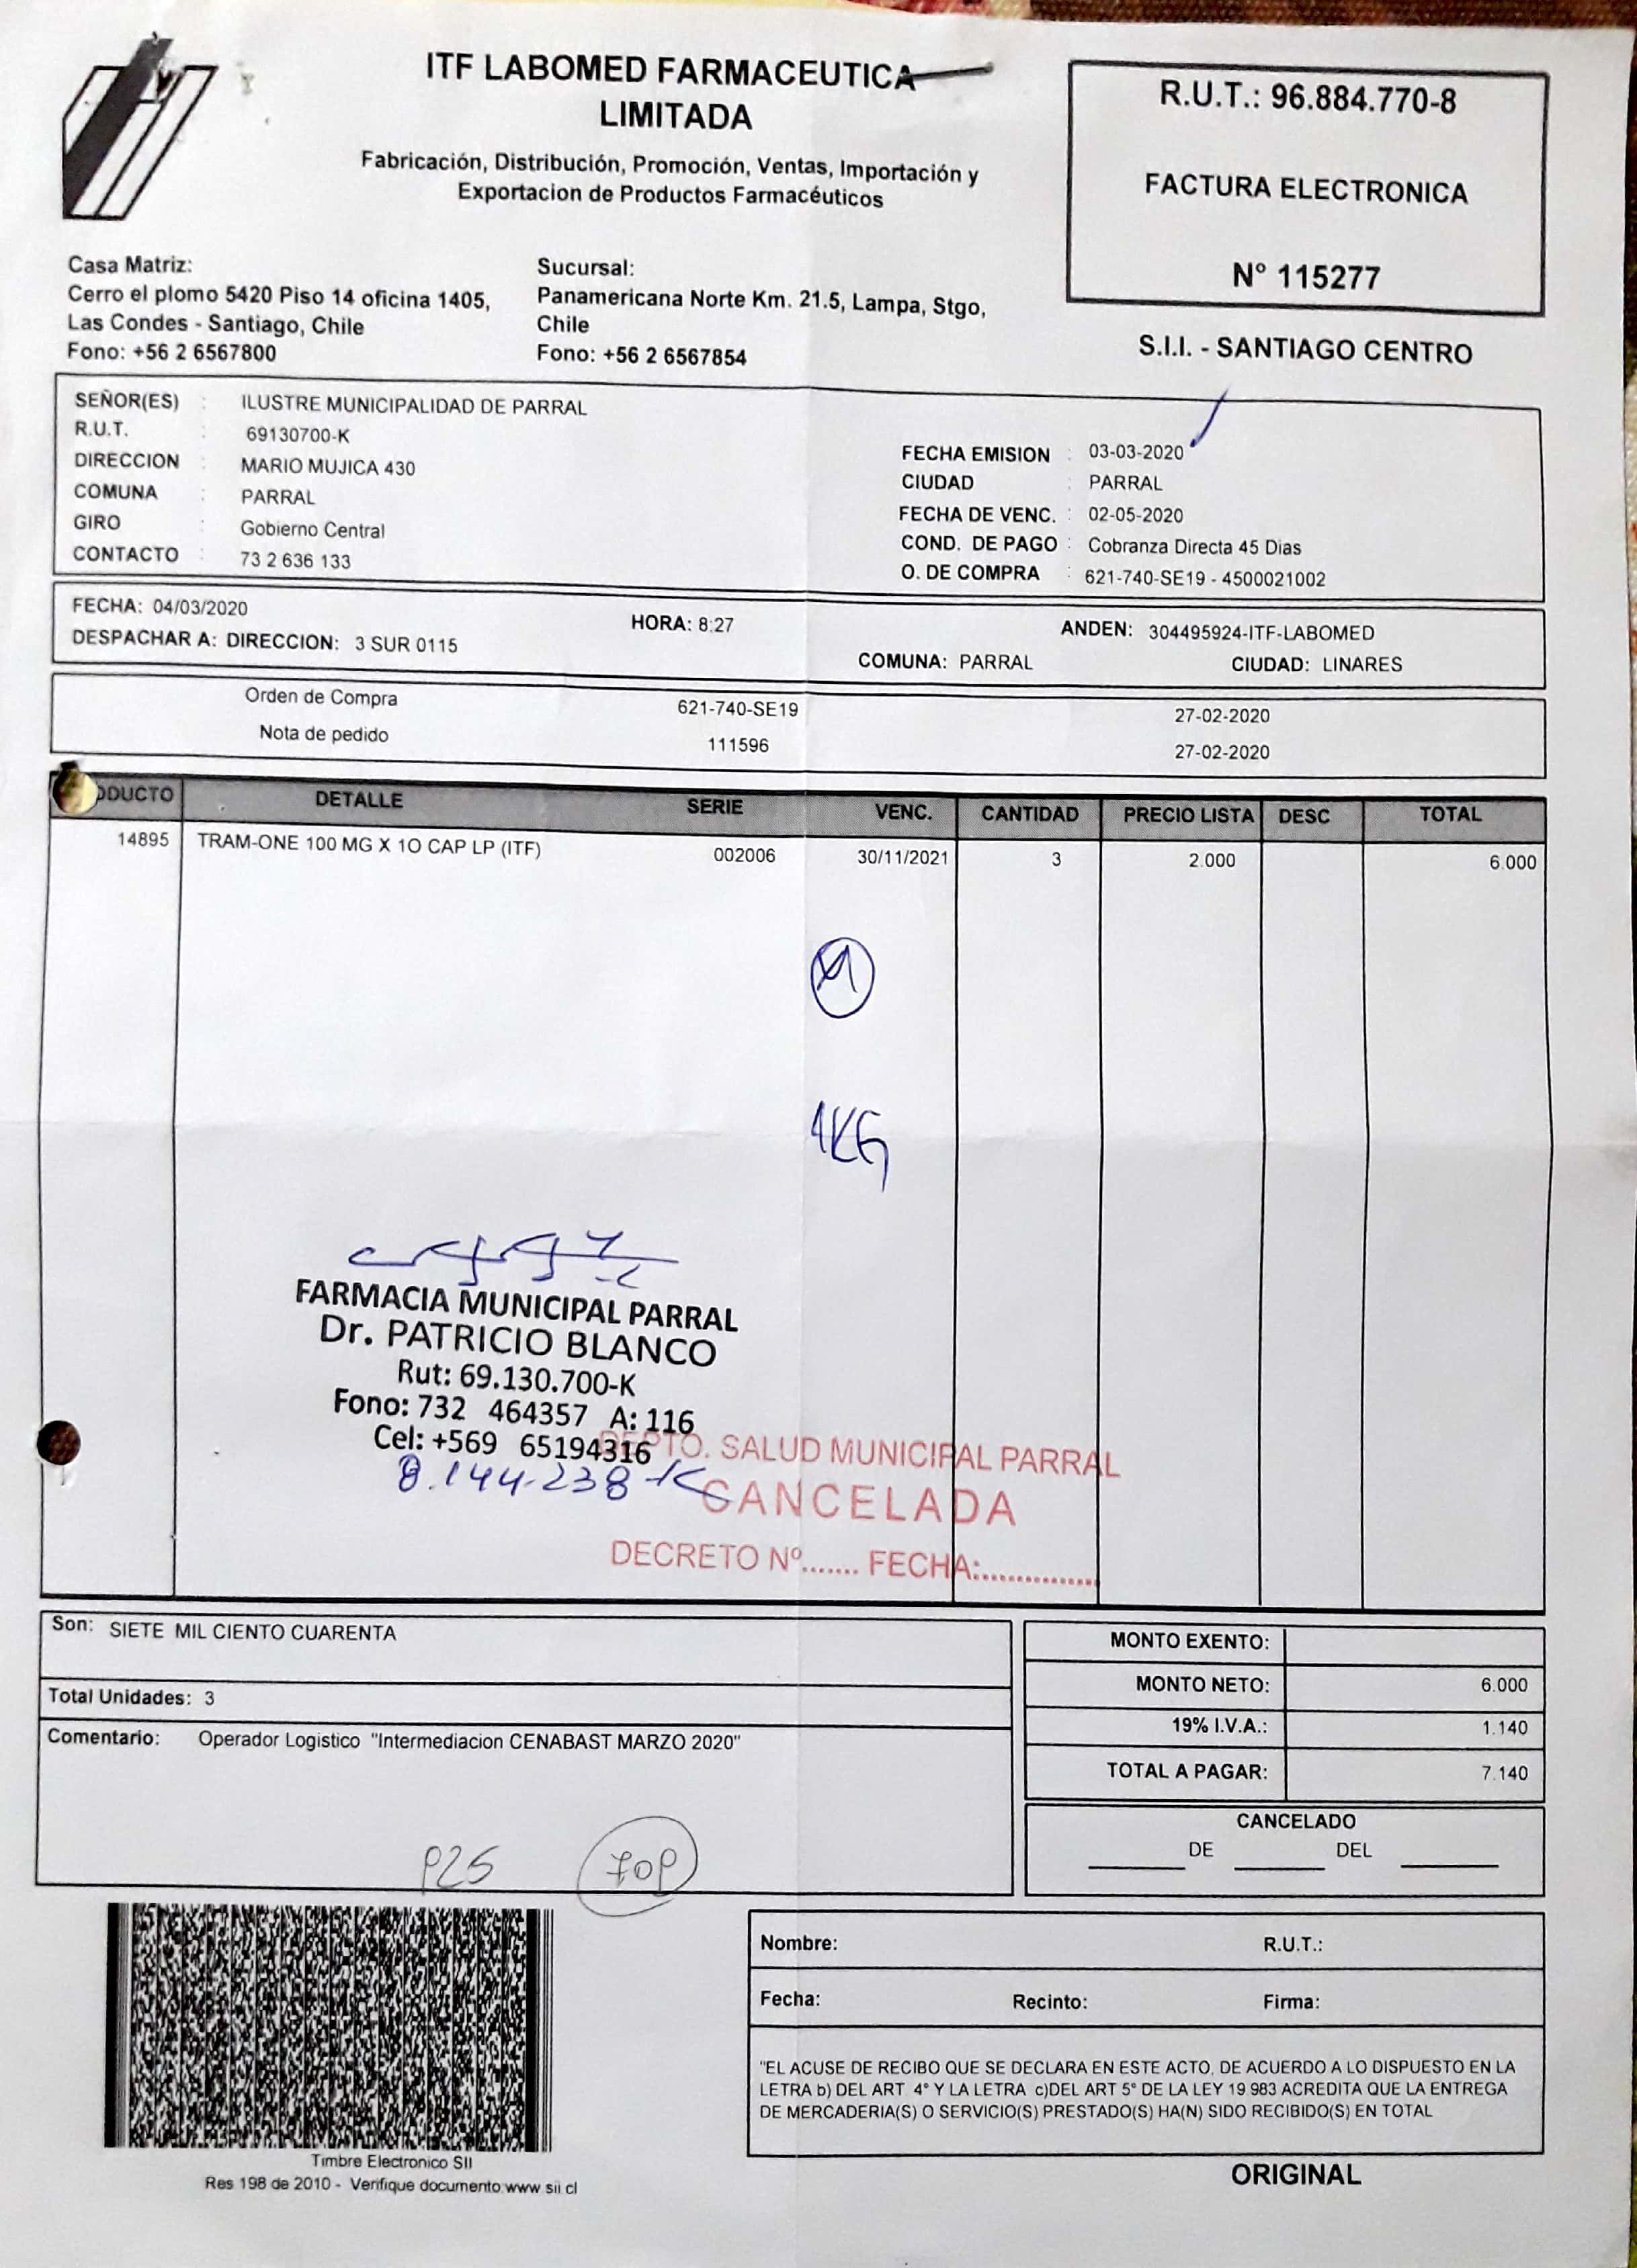 ITF LABOMED FARMACEUTICA
LIMITADA
Fabricación, Distribución, Promoción, Ventas, Importación y
Exportacion de Productos Farmacéuticos
R.U.T.: 96.884.770-8
FACTURA ELECTRONICA
N° 115277
S.I.I. - SANTIAGO CENTRO
Casa Matriz:
Cerro el plomo 5420 Piso 14 oficina 1405,
Las Condes - Santiago, Chile
Fono: +56 2 6567800
Sucursal:
Panamericana Norte Km. 21.5, Lampa, Stgo,
Chile
Fono: +56 2 6567854
SEÑOR(ES) : ILUSTRE MUNICIPALIDAD DE PARRAL
R.U.T. : 69130700-K
DIRECCION : MARIO MUJICA 430
COMUNA : PARRAL
GIRO : Gobierno Central
CONTACTO : 73 2 636 133
FECHA EMISION : 03-03-2020
CIUDAD : PARRAL
FECHA DE VENC. : 02-05-2020
COND. DE PAGO : Cobranza Directa 45 Dias
O. DE COMPRA : 621-740-SE19 - 4500021002
FECHA: 04/03/2020 HORA: 8:27 ANDEN: 304495924-ITF-LABOMED
DESPACHAR A: DIRECCION: 3 SUR 0115 COMUNA: PARRAL CIUDAD: LINARES
Orden de Compra 621-740-SE19 27-02-2020
Nota de pedido 111596 27-02-2020
ODUCTO DETALLE SERIE VENC. CANTIDAD PRECIO LISTA DESC TOTAL
14895 TRAM-ONE 100 MG X 1O CAP LP (ITF) 002006 30/11/2021 3 2.000 6.000
FARMACIA MUNICIPAL PARRAL
Dr. PATRICIO BLANCO
Rut: 69.130.700-K
Fono: 732 464357 A: 116
Cel: +569 65194316
8.144.238-K
DEPTO. SALUD MUNICIPAL PARRAL
CANCELADA
DECRETO Nº....... FECHA:..............
Son: SIETE MIL CIENTO CUARENTA
Total Unidades: 3
Comentario: Operador Logistico "Intermediacion CENABAST MARZO 2020"
P25
MONTO EXENTO:
MONTO NETO: 6.000
19% I.V.A.: 1.140
TOTAL A PAGAR: 7.140
CANCELADO
DE DEL
Nombre: R.U.T.:
Fecha: Recinto: Firma:
"EL ACUSE DE RECIBO QUE SE DECLARA EN ESTE ACTO, DE ACUERDO A LO DISPUESTO EN LA
LETRA b) DEL ART 4° Y LA LETRA c)DEL ART 5° DE LA LEY 19 983 ACREDITA QUE LA ENTREGA
DE MERCADERIA(S) O SERVICIO(S) PRESTADO(S) HA(N) SIDO RECIBIDO(S) EN TOTAL
Timbre Electronico SII
Res 198 de 2010 - Verifique documento:www.sii.cl
ORIGINAL